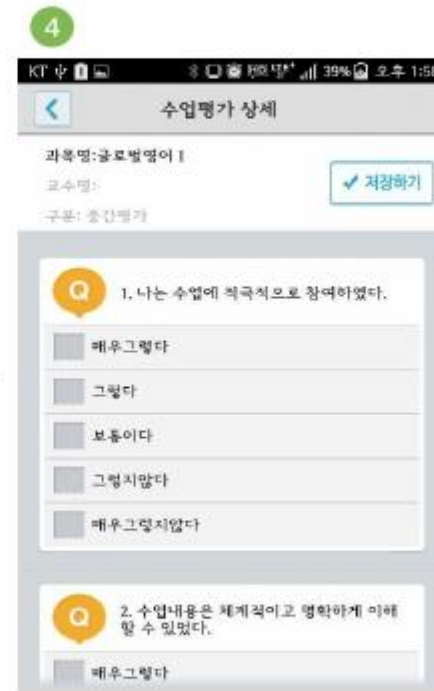 4
KT 39% 오후 1:58
수업평가 상세
과목명:글로벌영어 I
교수명:
저장하기
구분: 중간평가
Q 1. 나는 수업에 적극적으로 참여하였다.
매우그렇다
그렇다
보통이다
그렇지않다
매우그렇지않다
Q 2. 수업내용은 체계적이고 명확하게 이해
할 수 있었다.
매우그렇다